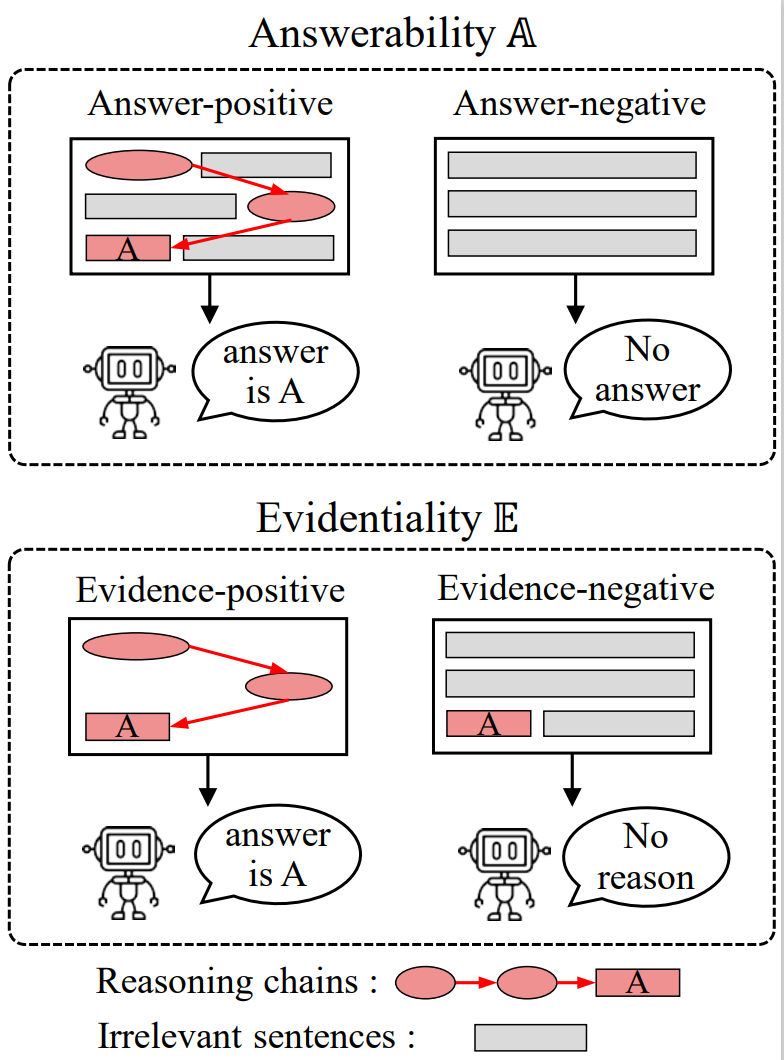 Answerability 𝔸
Answer-positive
Answer-negative
A
answer
is A
No
answer
Evidentiality 𝔼
Evidence-positive
Evidence-negative
A
A
answer
is A
No
reason
Reasoning chains :
A
Irrelevant sentences :